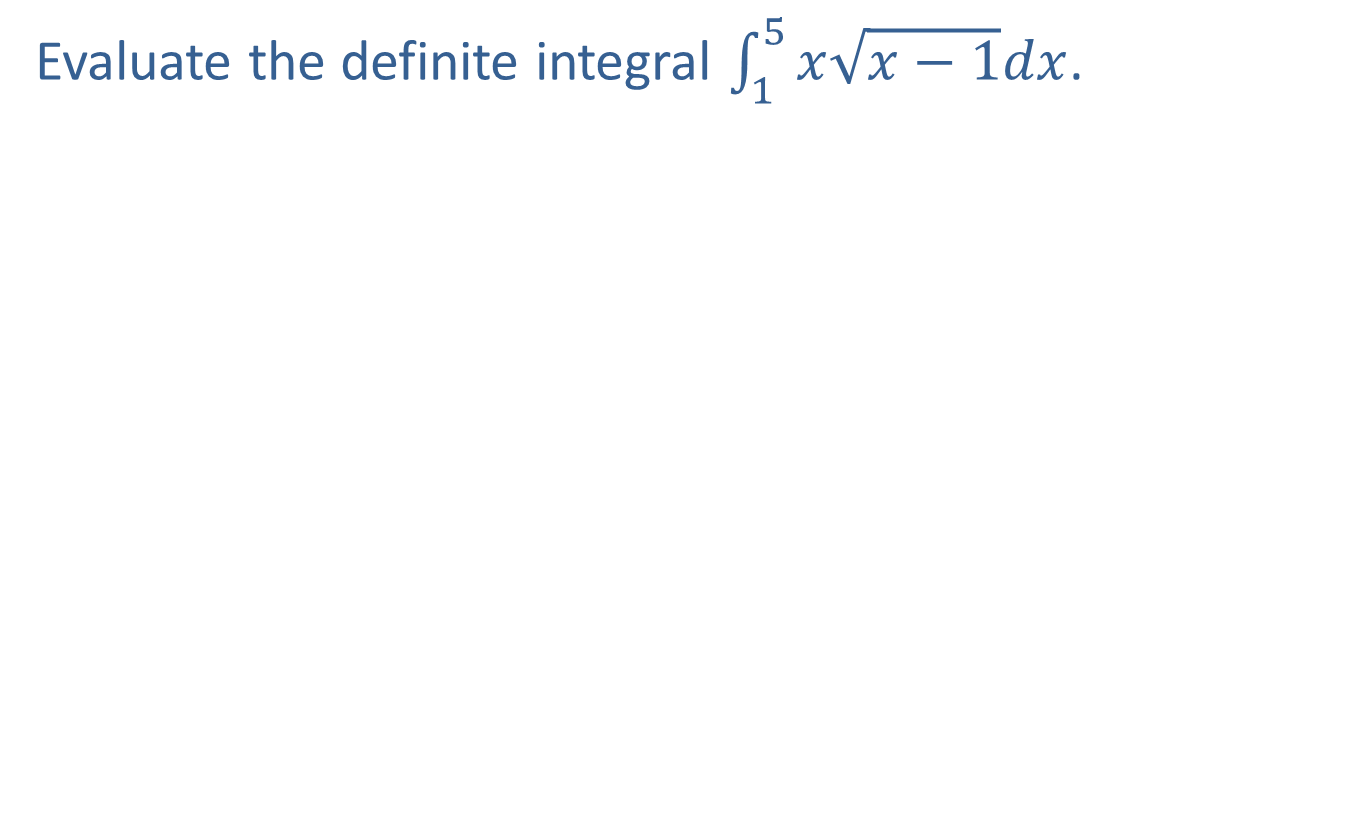 Evaluate the definite integral ∫₁⁵ x√(x − 1)dx.